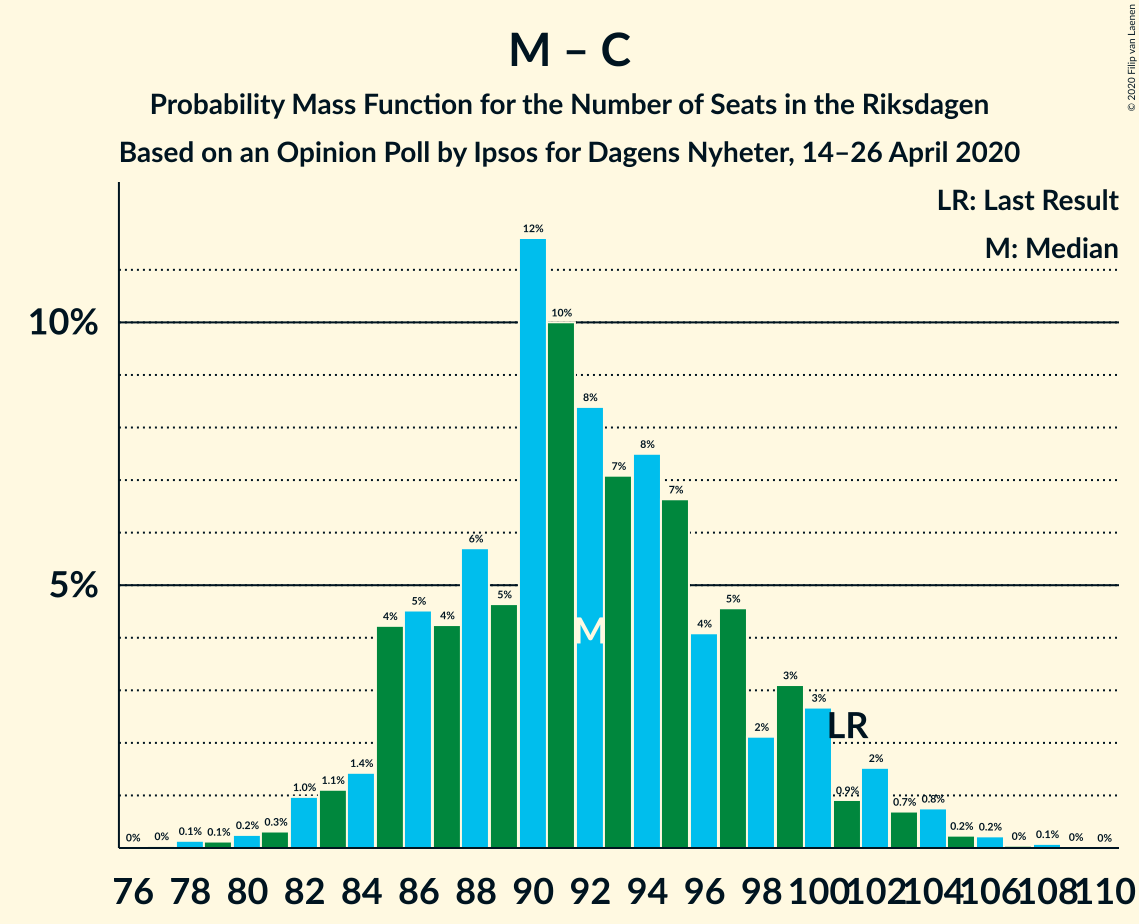 M – C
Probability Mass Function for the Number of Seats in the Riksdagen
Based on an Opinion Poll by Ipsos for Dagens Nyheter, 14–26 April 2020
© 2020 Filip van Laenen
LR: Last Result
M: Median
10%
5%
0% 0% 0.1% 0.1% 0.2% 0.3% 1.0% 1.1% 1.4% 4% 5% 4% 6% 5% 12% 10% 8% 7% 8% 7% 4% 5% 2% 3% 3% 0.9% 2% 0.7% 0.8% 0.2% 0.2% 0% 0.1% 0% 0%
M
LR
76 78 80 82 84 86 88 90 92 94 96 98 100 102 104 106 108 110